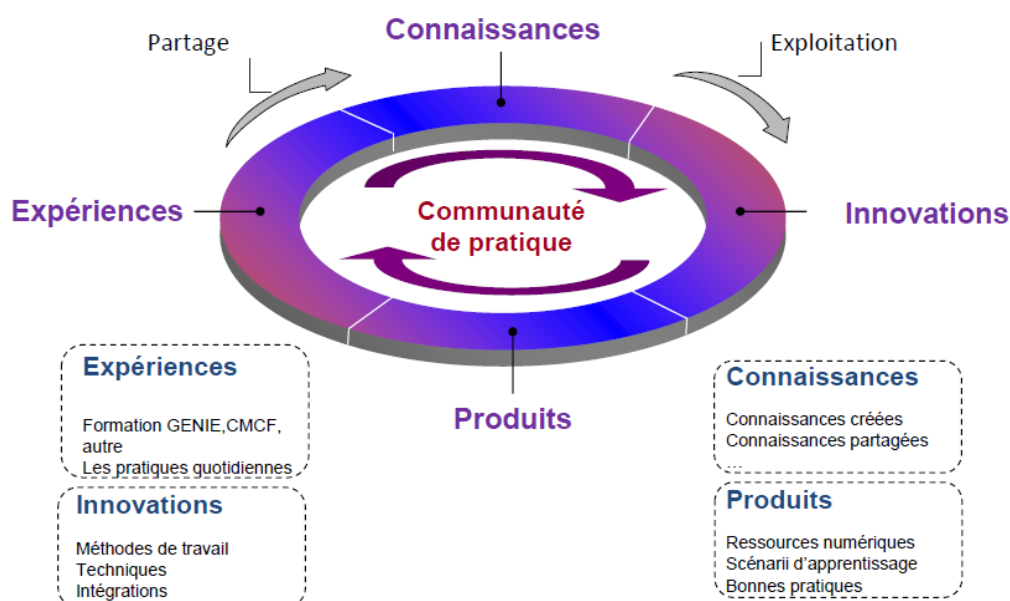 Partage
Connaissances
Exploitation
Expériences
Communauté
de pratique
Innovations
Produits
Expériences
Formation GENIE,CMCF,
autre
Les pratiques quotidiennes
Innovations
Méthodes de travail
Techniques
Intégrations
Connaissances
Connaissances créées
Connaissances partagées
...
Produits
Ressources numériques
Scénarii d'apprentissage
Bonnes pratiques